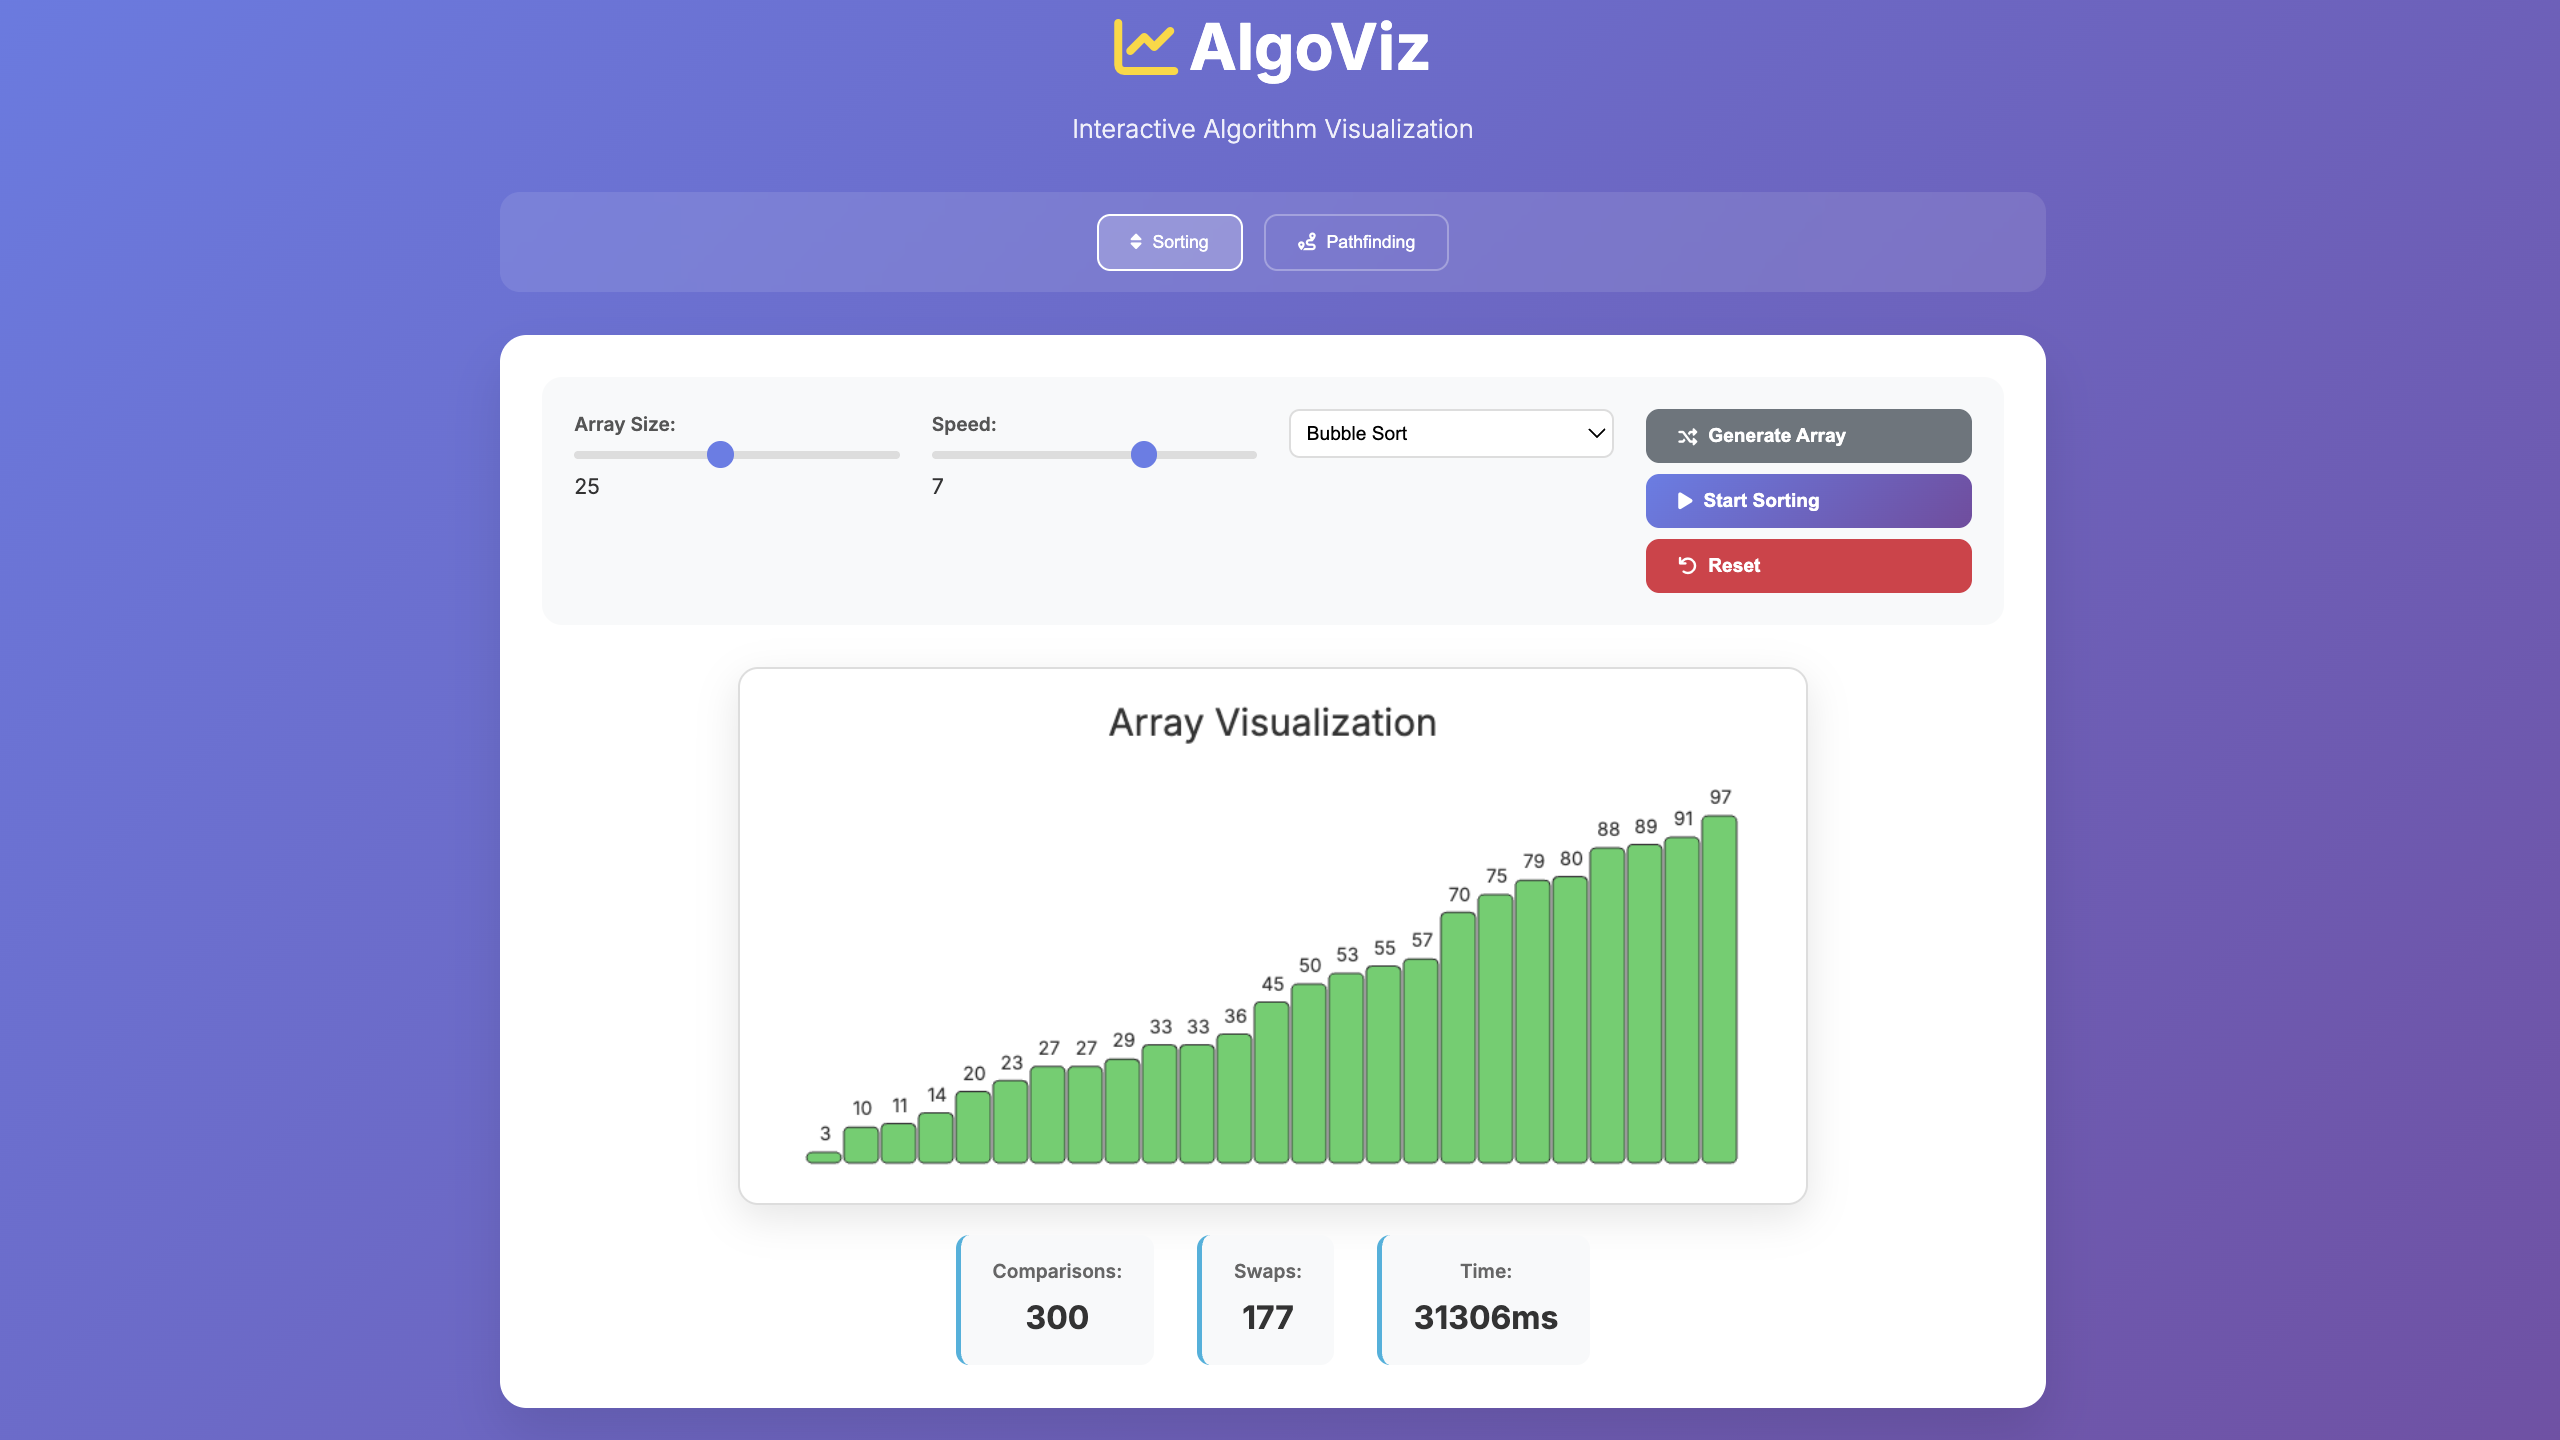 AlgoViz
Interactive Algorithm Visualization
Sorting
Pathfinding
Array Size:
25
Speed:
7
Bubble Sort
Generate Array
Start Sorting
Reset
Array Visualization
3 10 11 14 20 23 27 27 29 33 33 36 45 50 53 55 57 70 75 79 80 88 89 91 97
Comparisons:
300
Swaps:
177
Time:
31306ms